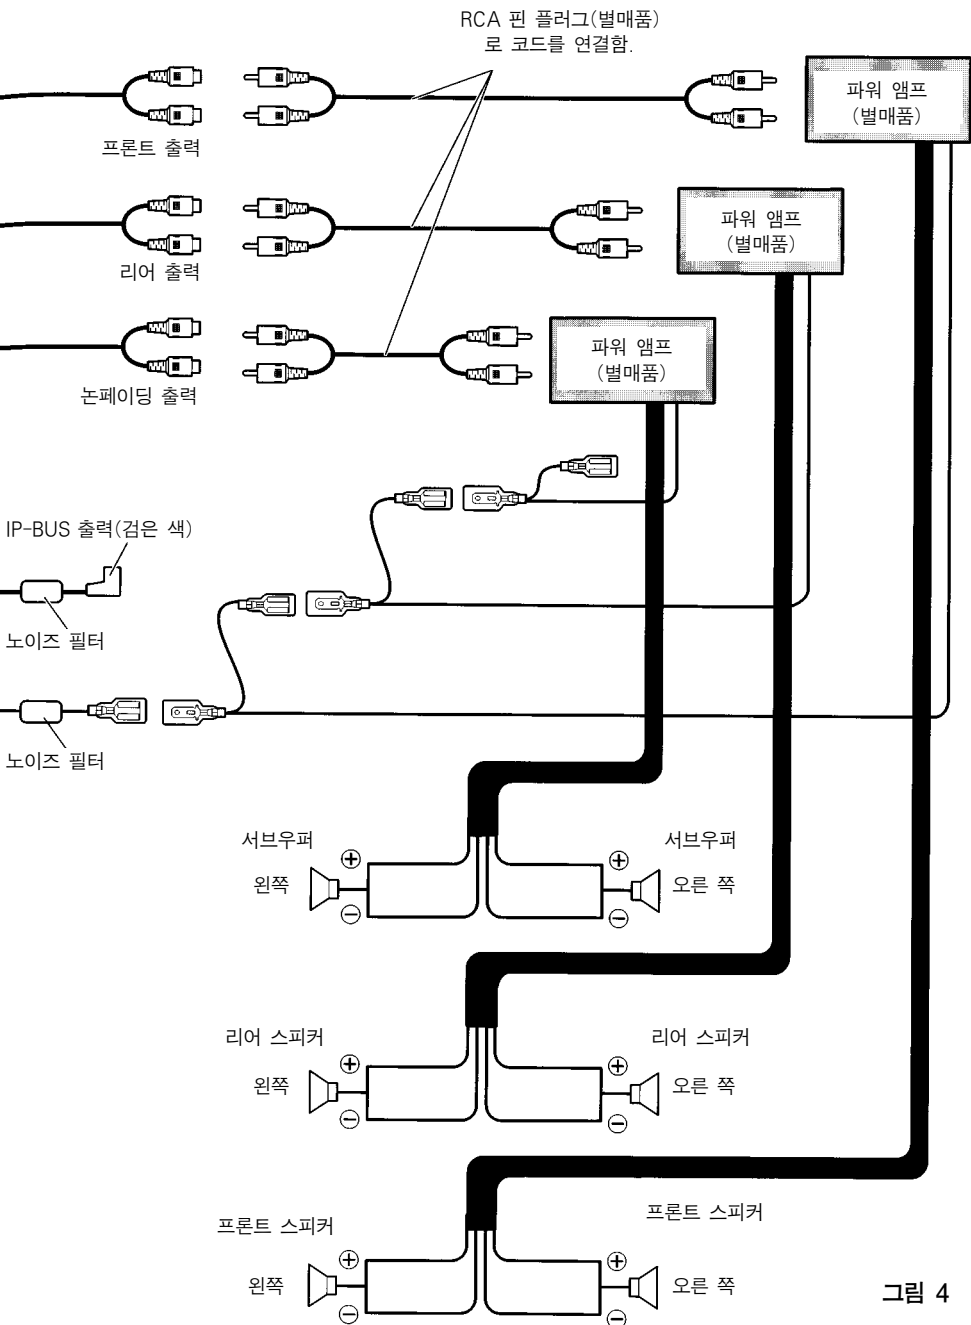 RCA 핀 플러그(별매품)
로 코드를 연결함.
파워 앰프
(별매품)
프론트 출력
파워 앰프
(별매품)
리어 출력
파워 앰프
(별매품)
논페이딩 출력
IP-BUS 출력(검은 색)
노이즈 필터
노이즈 필터
서브우퍼
서브우퍼
⊕
⊕
왼쪽
오른 쪽
⊖
⊖
리어 스피커
리어 스피커
⊕
⊕
왼쪽
오른 쪽
⊖
⊖
프론트 스피커
프론트 스피커
⊕
⊕
왼쪽
오른 쪽
⊖
⊖
그림 4